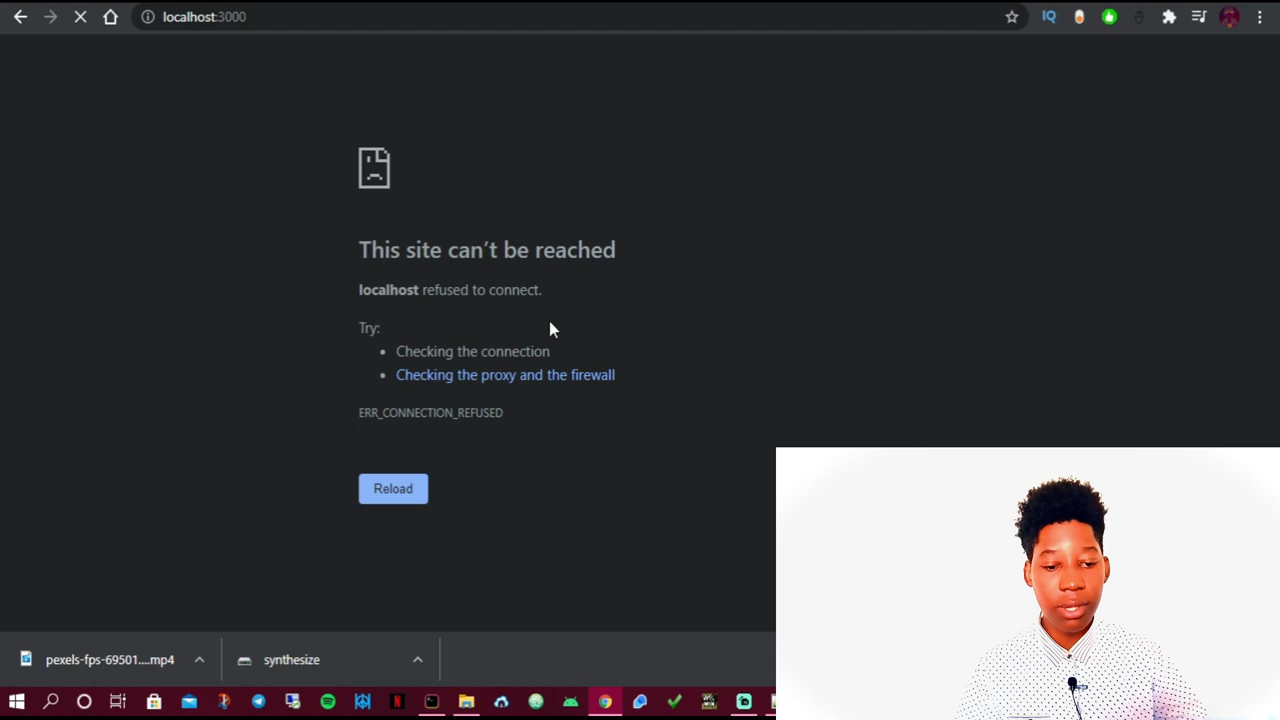 localhost:3000
IQ
This site can't be reached
localhost refused to connect.
Try:
Checking the connection
Checking the proxy and the firewall
ERR_CONNECTION_REFUSED
Reload
pexels-fps-69501....mp4
synthesize